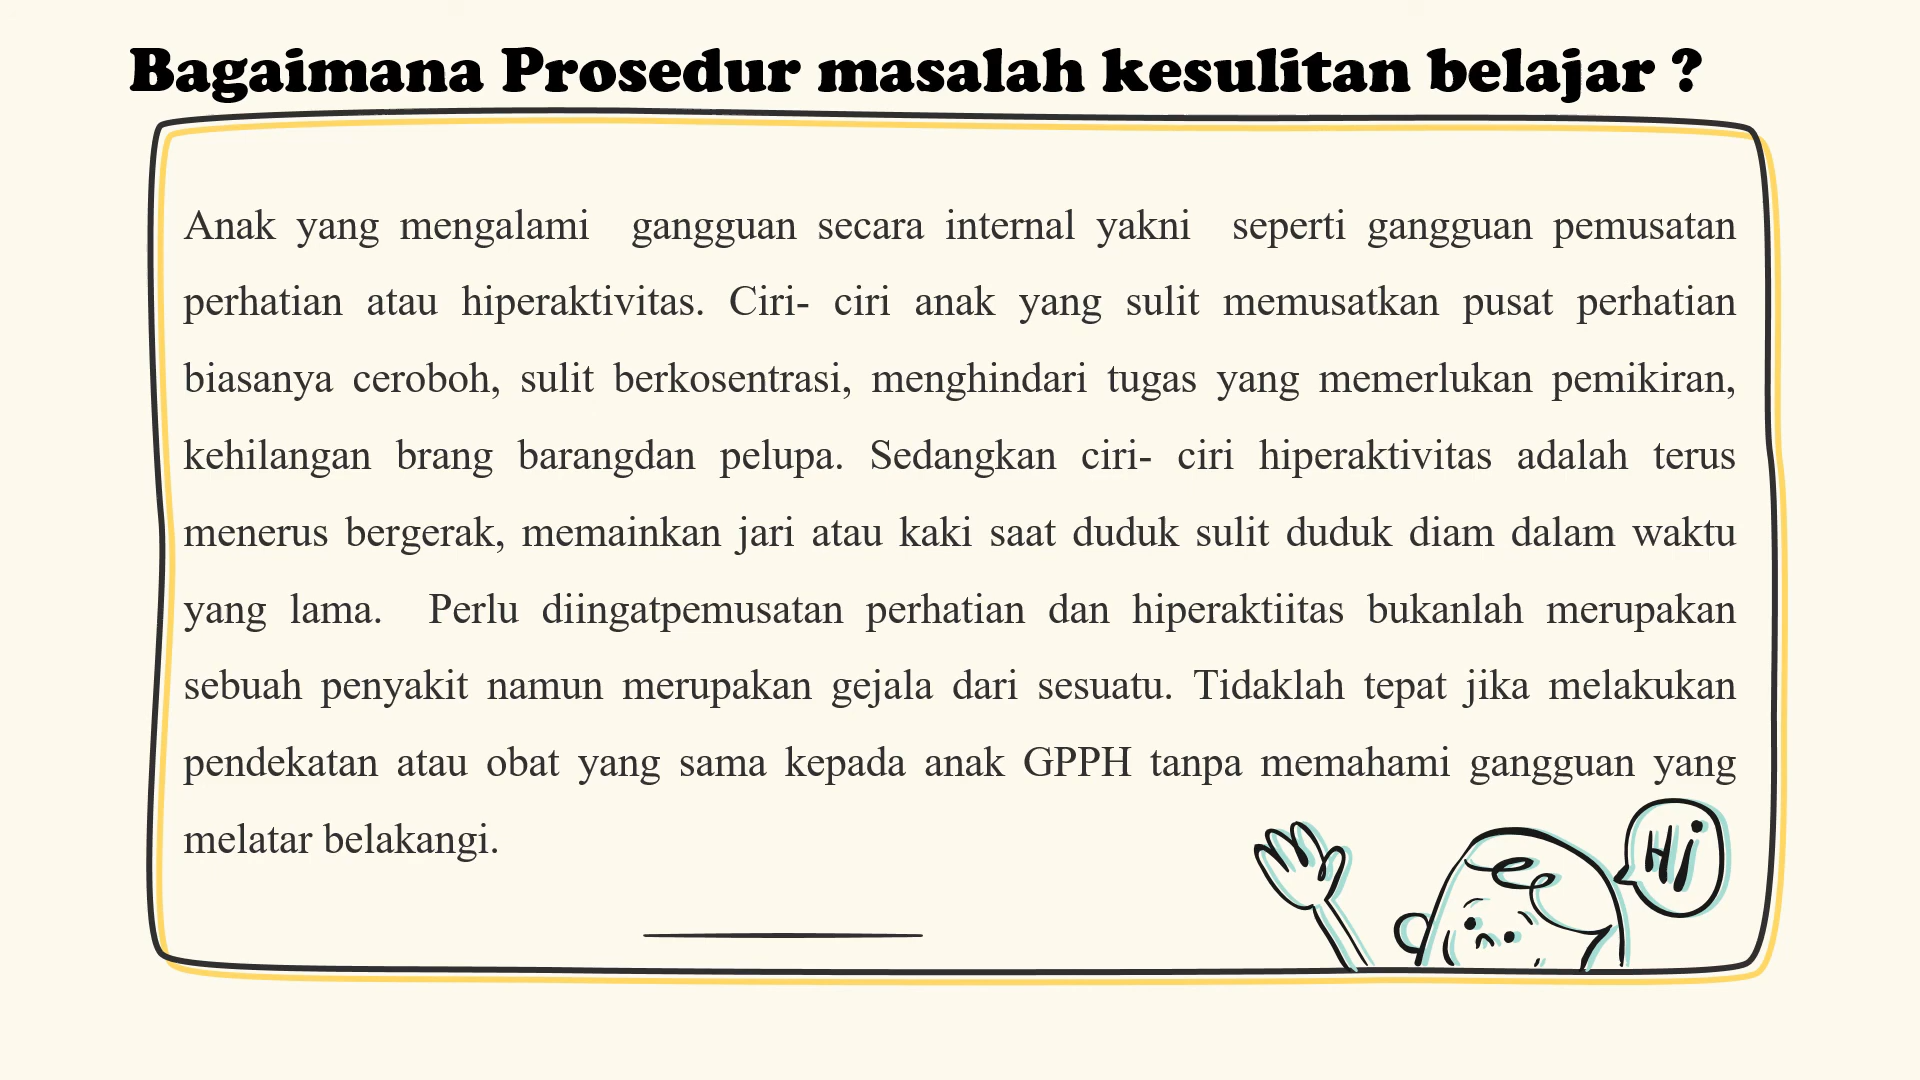 Bagaimana Prosedur masalah kesulitan belajar ?
Anak yang mengalami gangguan secara internal yakni seperti gangguan pemusatan
perhatian atau hiperaktivitas. Ciri- ciri anak yang sulit memusatkan pusat perhatian
biasanya ceroboh, sulit berkosentrasi, menghindari tugas yang memerlukan pemikiran,
kehilangan brang barangdan pelupa. Sedangkan ciri- ciri hiperaktivitas adalah terus
menerus bergerak, memainkan jari atau kaki saat duduk sulit duduk diam dalam waktu
yang lama. Perlu diingatpemusatan perhatian dan hiperaktiitas bukanlah merupakan
sebuah penyakit namun merupakan gejala dari sesuatu. Tidaklah tepat jika melakukan
pendekatan atau obat yang sama kepada anak GPPH tanpa memahami gangguan yang
melatar belakangi.
Hi